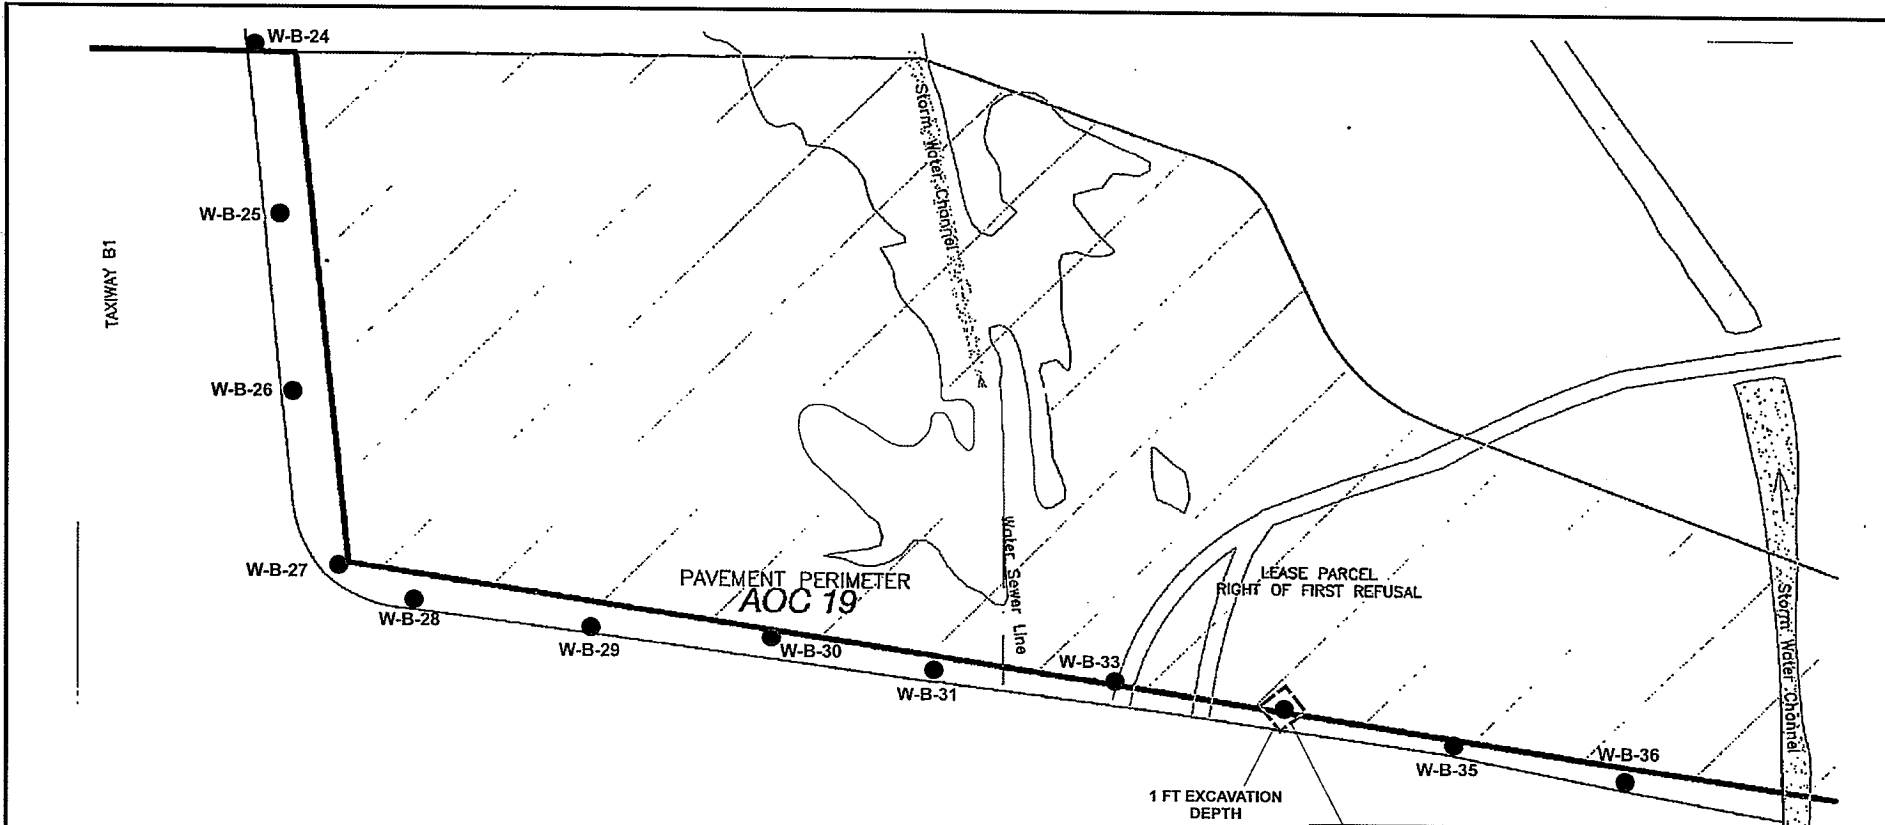 W-B-24
Storm Water Channel
W-B-25
TAXIWAY B1
W-B-26
Water Sewer Line
W-B-27
PAVEMENT PERIMETER
AOC 19
LEASE PARCEL
RIGHT OF FIRST REFUSAL
W-B-28
W-B-29
W-B-30
W-B-31
W-B-33
Storm Water Channel
W-B-35
W-B-36
1 FT EXCAVATION
DEPTH